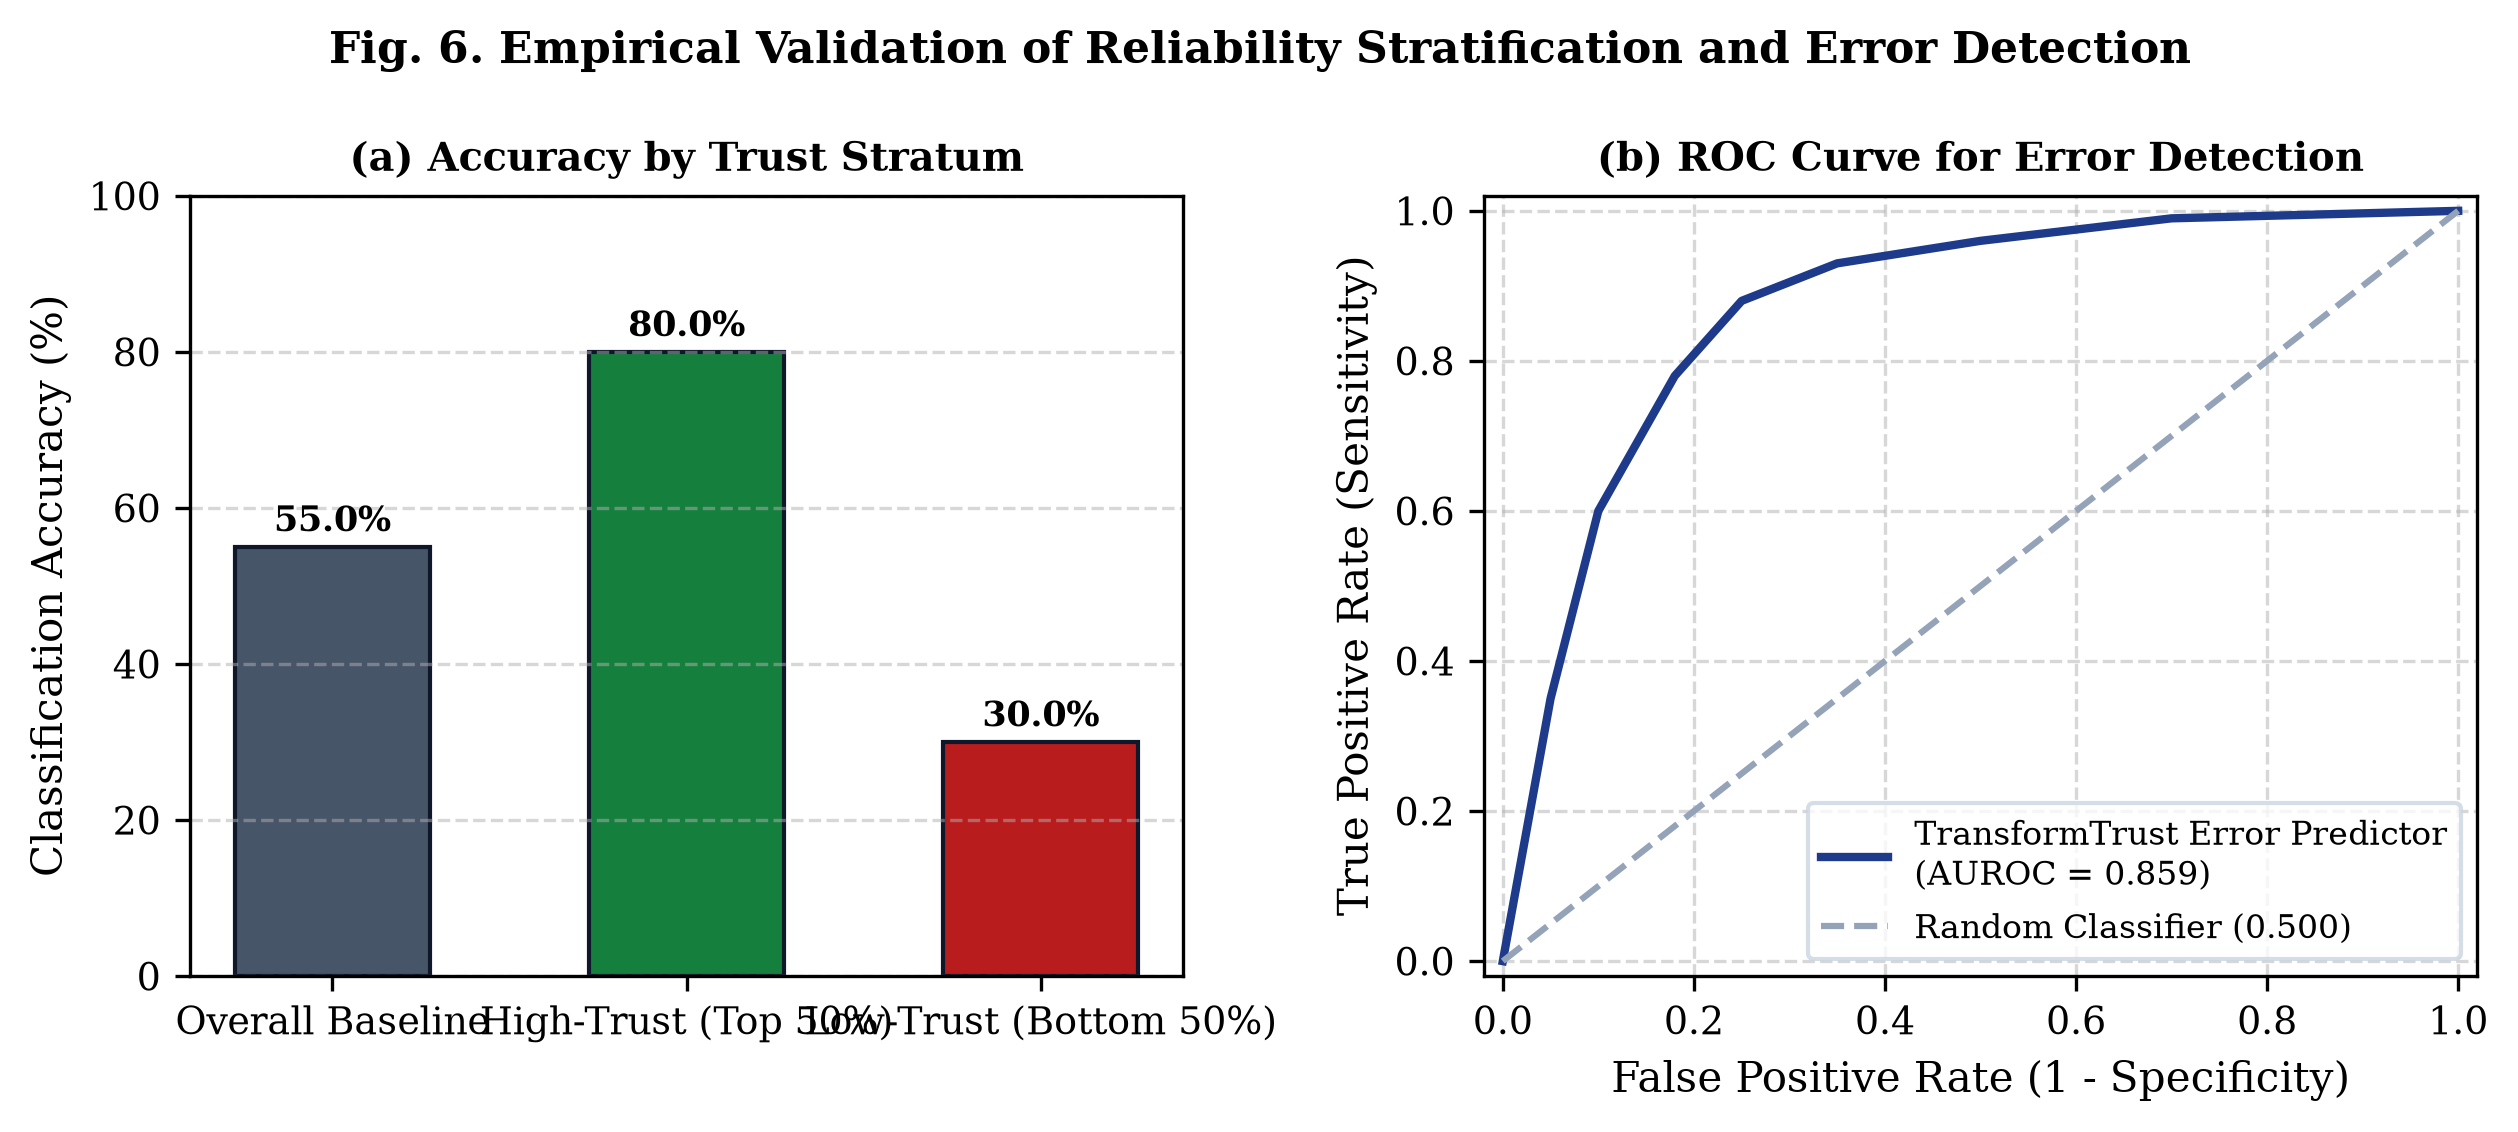 Fig. 6. Empirical Validation of Reliability Stratification and Error Detection
(a) Accuracy by Trust Stratum
Classification Accuracy (%)
100
80
60
40
20
0
55.0%
80.0%
30.0%
Overall Baseline
High-Trust (Top 50%)
Low-Trust (Bottom 50%)
(b) ROC Curve for Error Detection
True Positive Rate (Sensitivity)
1.0
0.8
0.6
0.4
0.2
0.0
TransformTrust Error Predictor
(AUROC = 0.859)
Random Classifier (0.500)
0.0 0.2 0.4 0.6 0.8 1.0
False Positive Rate (1 - Specificity)